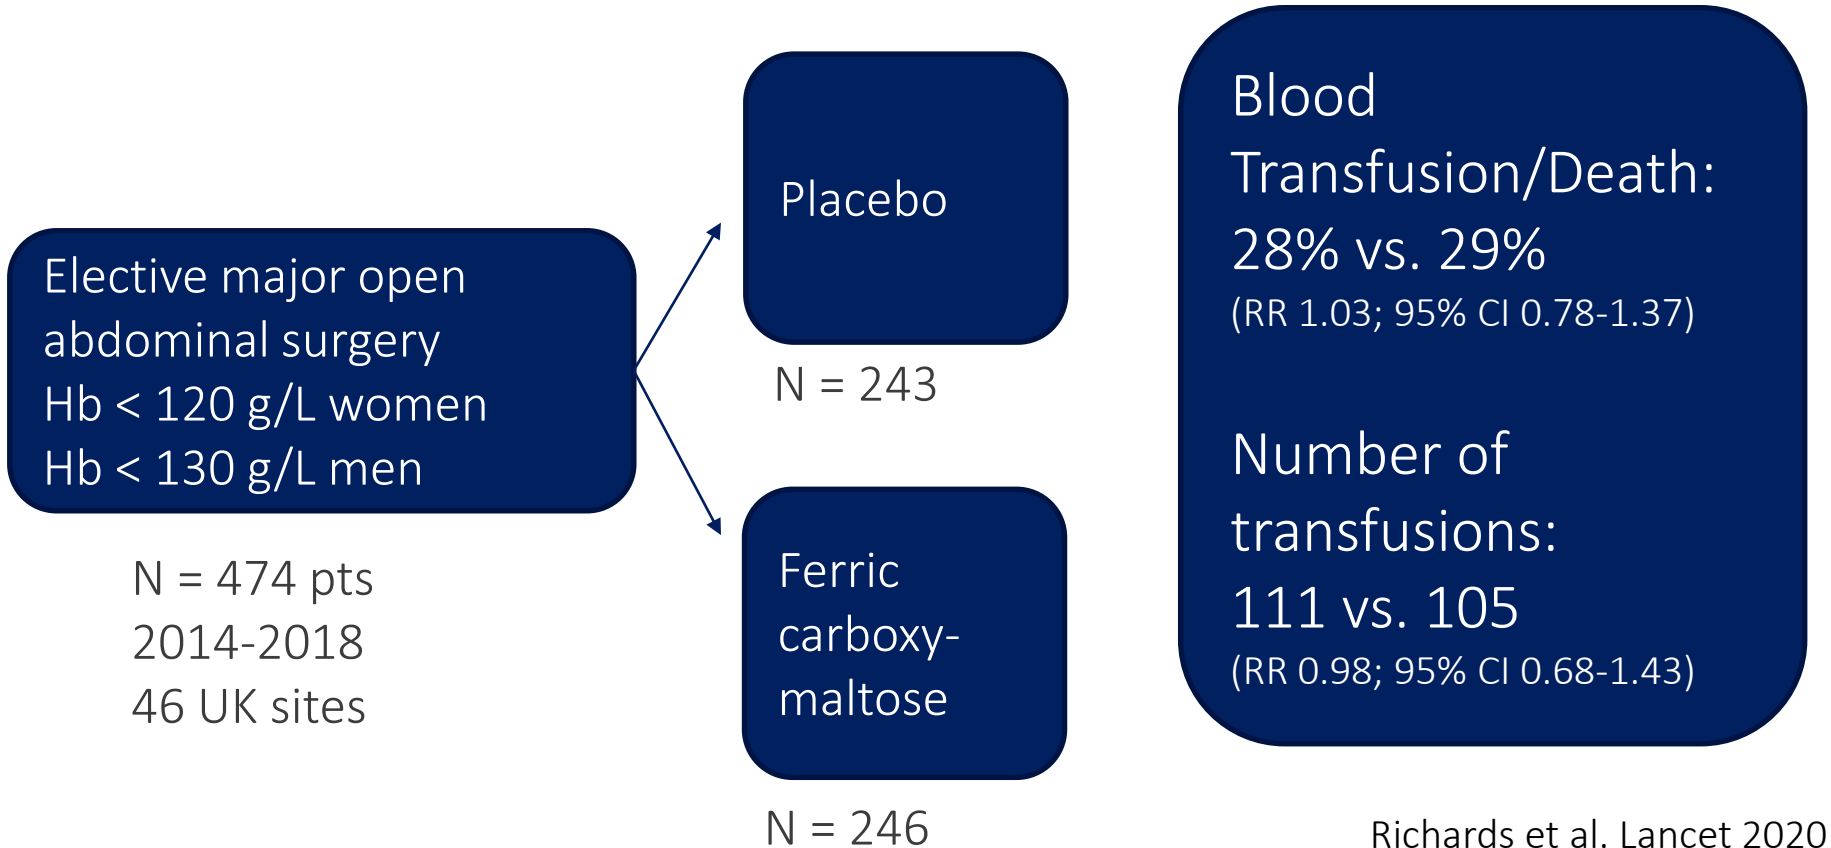 Elective major open
abdominal surgery
Hb < 120 g/L women
Hb < 130 g/L men
N = 474 pts
2014-2018
46 UK sites
Placebo
N = 243
Ferric
carboxy-
maltose
N = 246
Blood
Transfusion/Death:
28% vs. 29%
(RR 1.03; 95% CI 0.78-1.37)
Number of
transfusions:
111 vs. 105
(RR 0.98; 95% CI 0.68-1.43)
Richards et al. Lancet 2020